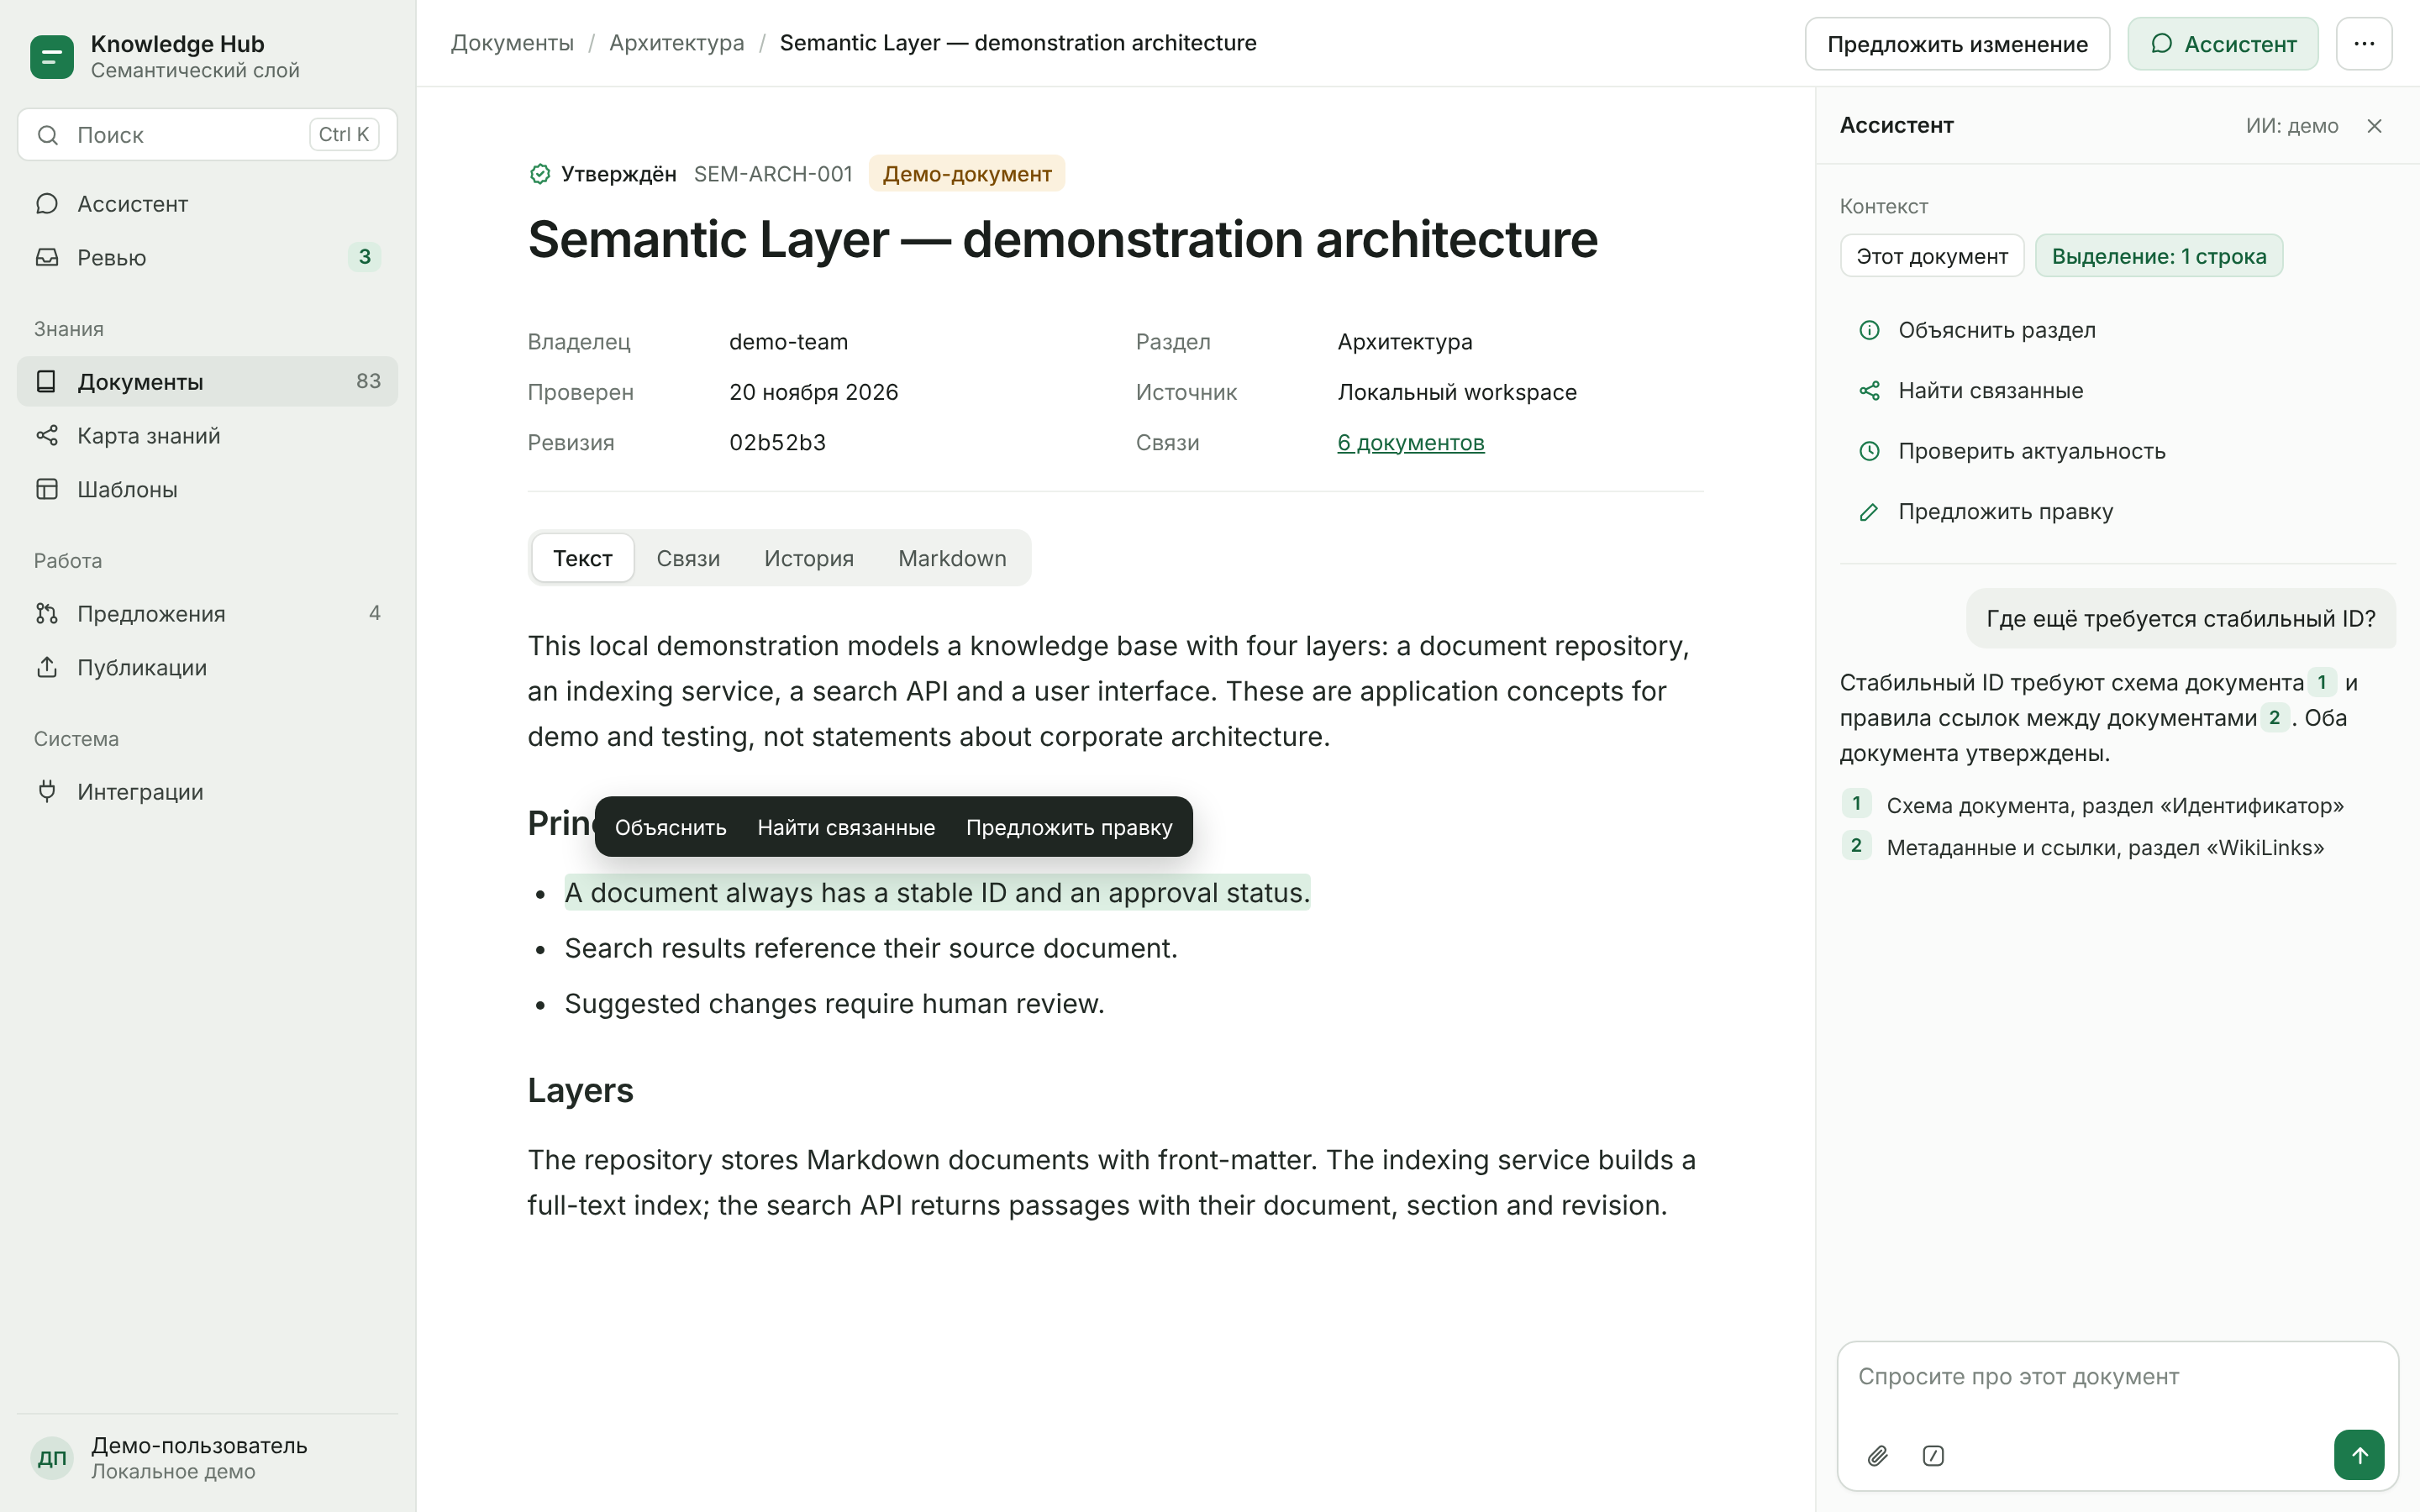 Knowledge Hub
Семантический слой
Поиск
Ctrl K
Ассистент
Ревью
3
Знания
Документы
83
Карта знаний
Шаблоны
Работа
Предложения
4
Публикации
Система
Интеграции
ДП
Демо-пользователь
Локальное демо
Документы / Архитектура / Semantic Layer — demonstration architecture
Предложить изменение
Ассистент
Утверждён SEM-ARCH-001 Демо-документ
Semantic Layer — demonstration architecture
Владелец demo-team
Раздел Архитектура
Проверен 20 ноября 2026
Источник Локальный workspace
Ревизия 02b52b3
Связи 6 документов
Текст Связи История Markdown
This local demonstration models a knowledge base with four layers: a document repository,
an indexing service, a search API and a user interface. These are application concepts for
demo and testing, not statements about corporate architecture.
Объяснить Найти связанные Предложить правку
A document always has a stable ID and an approval status.
Search results reference their source document.
Suggested changes require human review.
Layers
The repository stores Markdown documents with front-matter. The indexing service builds a
full-text index; the search API returns passages with their document, section and revision.
Ассистент
ИИ: демо
Контекст
Этот документ
Выделение: 1 строка
Объяснить раздел
Найти связанные
Проверить актуальность
Предложить правку
Где ещё требуется стабильный ID?
Стабильный ID требуют схема документа 1 и
правила ссылок между документами 2 . Оба
документа утверждены.
1 Схема документа, раздел «Идентификатор»
2 Метаданные и ссылки, раздел «WikiLinks»
Спросите про этот документ